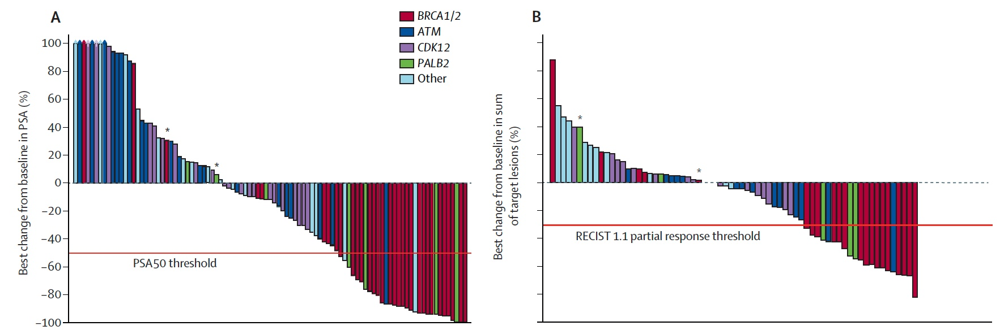 A
BRCA1/2
ATM
CDK12
PALB2
Other
Best change from baseline in PSA (%)
100
80
60
40
20
0
–20
–40
–60
–80
–100
*
*
PSA50 threshold
B
Best change from baseline in sum
of target lesions (%)
*
*
RECIST 1.1 partial response threshold